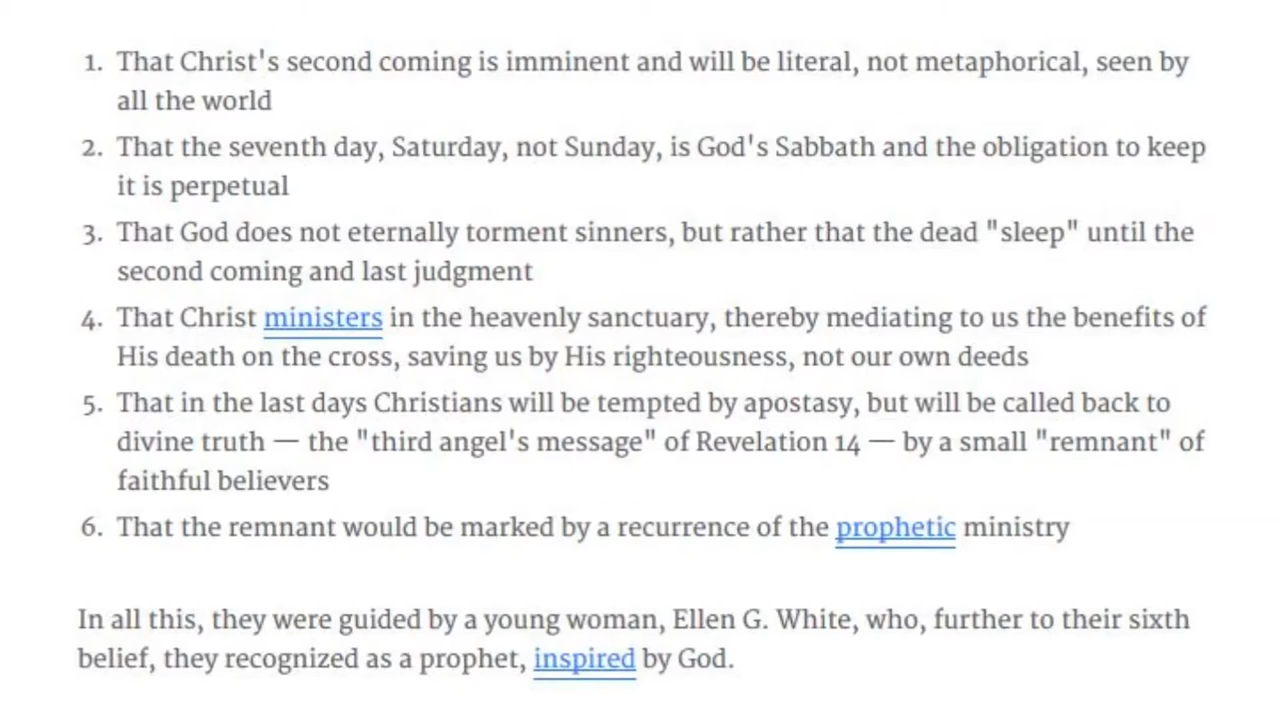 1. That Christ's second coming is imminent and will be literal, not metaphorical, seen by
all the world
2. That the seventh day, Saturday, not Sunday, is God's Sabbath and the obligation to keep
it is perpetual
3. That God does not eternally torment sinners, but rather that the dead "sleep" until the
second coming and last judgment
4. That Christ ministers in the heavenly sanctuary, thereby mediating to us the benefits of
His death on the cross, saving us by His righteousness, not our own deeds
5. That in the last days Christians will be tempted by apostasy, but will be called back to
divine truth — the "third angel's message" of Revelation 14 — by a small "remnant" of
faithful believers
6. That the remnant would be marked by a recurrence of the prophetic ministry
In all this, they were guided by a young woman, Ellen G. White, who, further to their sixth
belief, they recognized as a prophet, inspired by God.